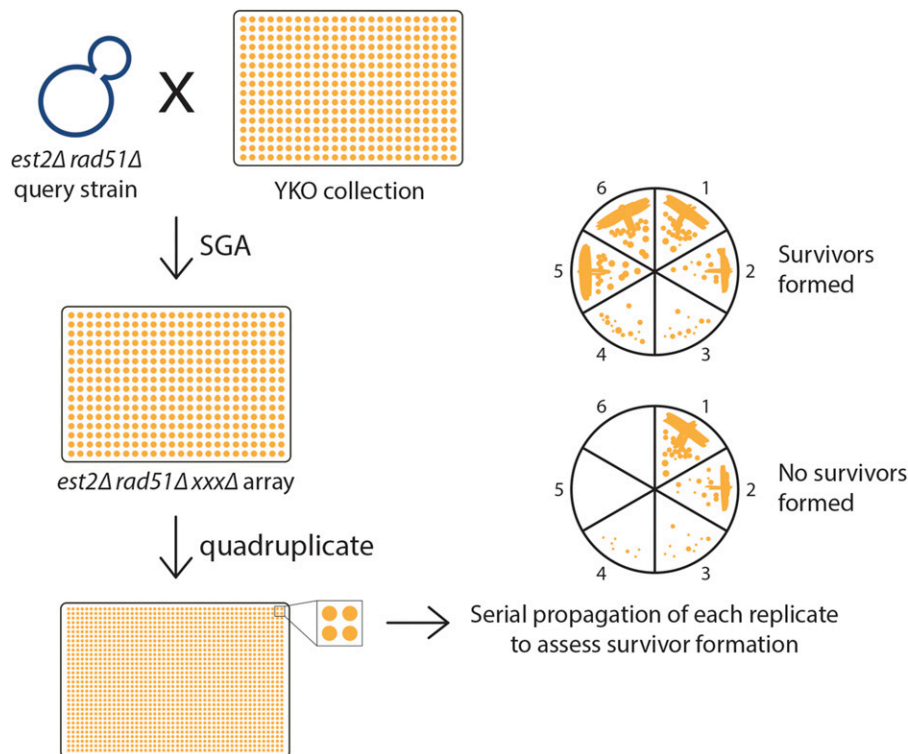 X
est2Δ rad51Δ
query strain
YKO collection
SGA
est2Δ rad51Δ xxxΔ array
quadruplicate
6
1
5
2
4
3
Survivors
formed
6
1
5
2
4
3
No survivors
formed
Serial propagation of each replicate
to assess survivor formation